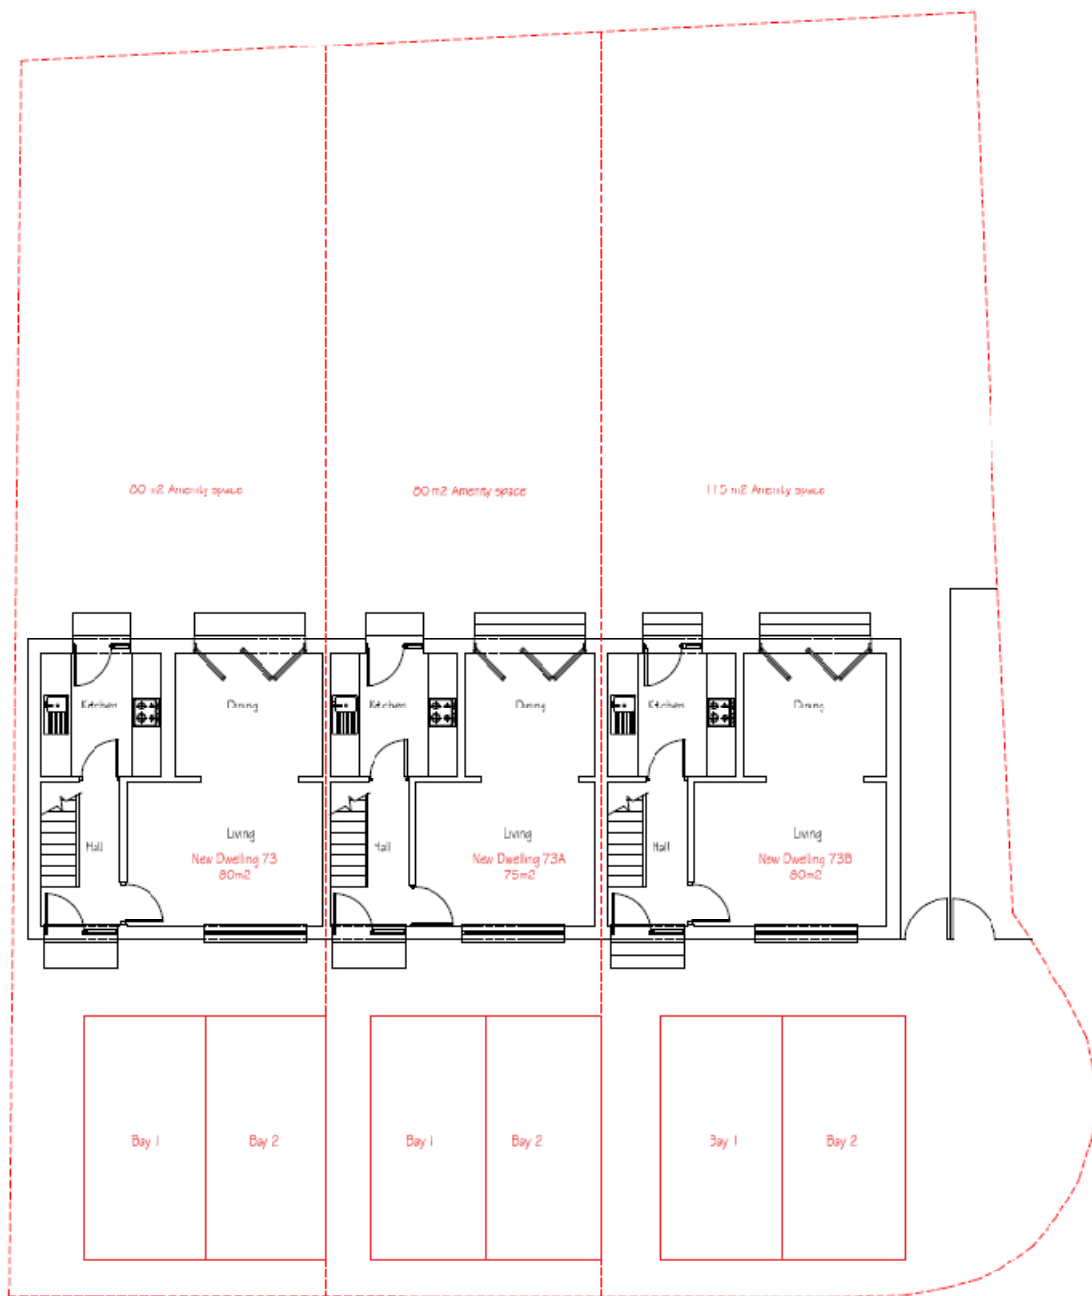 80 m2 Amenity space
80 m2 Amenity space
115 m2 Amenity space
Kitchen
Dining
Kitchen
Dining
Kitchen
Dining
Hall
Living
New Dwelling 73
80m2
Hall
Living
New Dwelling 73A
75m2
Hall
Living
New Dwelling 73B
80m2
Bay 1
Bay 2
Bay 1
Bay 2
Bay 1
Bay 2